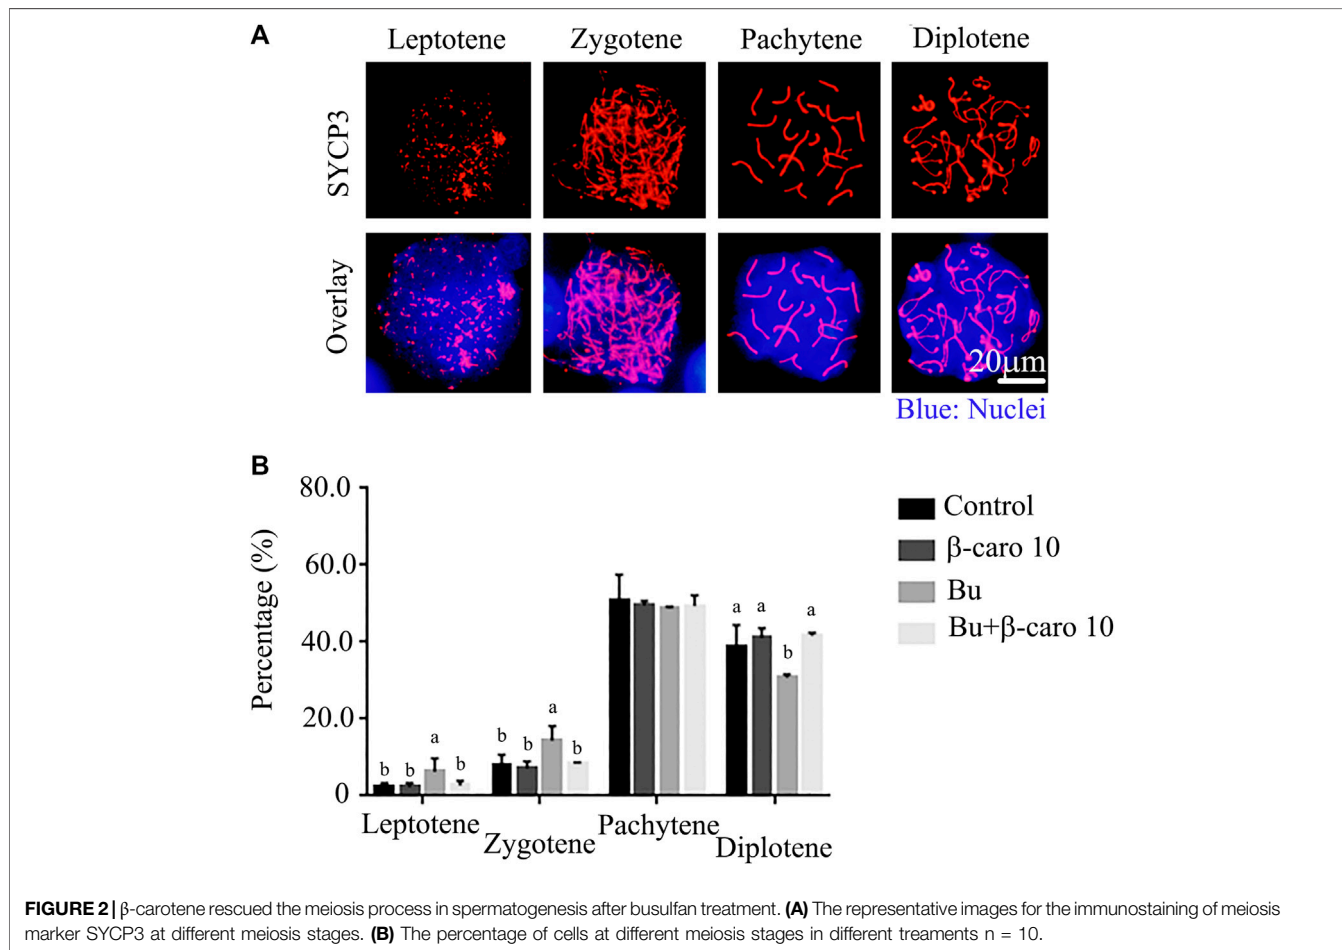 A
Leptotene Zygotene Pachytene Diplotene
SYCP3
Overlay
20µm
Blue: Nuclei
B
Percentage (%)
80.0
60.0
40.0
20.0
0
b b a b
b b a b
a a b a
Leptotene
Zygotene
Pachytene
Diplotene
Control
β-caro 10
Bu
Bu+β-caro 10
FIGURE 2 | β-carotene rescued the meiosis process in spermatogenesis after busulfan treatment. (A) The representative images for the immunostaining of meiosis
marker SYCP3 at different meiosis stages. (B) The percentage of cells at different meiosis stages in different treaments n = 10.